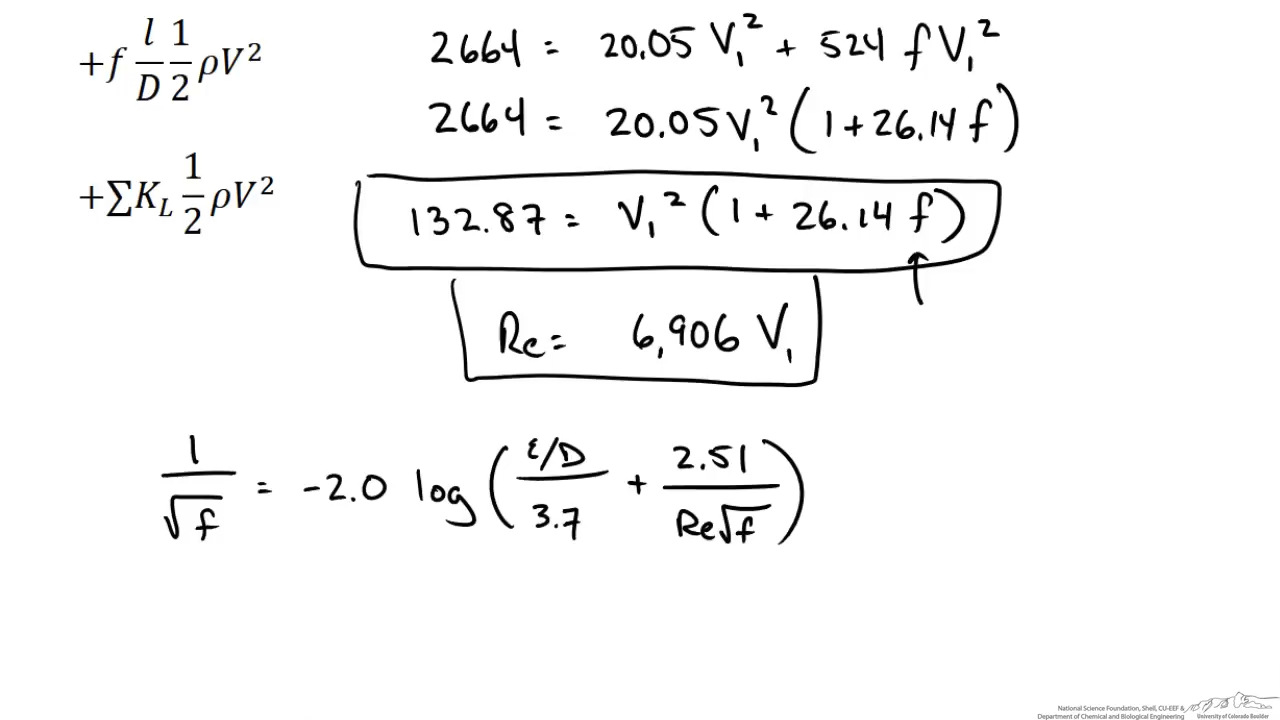 +f l/D 1/2 ρV²
2664 = 20.05 V₁² + 524 f V₁²
2664 = 20.05 V₁² (1 + 26.14 f)
+∑K_L 1/2 ρV²
132.87 = V₁² (1 + 26.14 f)
Re = 6,906 V₁
1/√f = -2.0 log (ε/D / 3.7 + 2.51 / Re√f)
National Science Foundation, Shell, CU-EEF &
Department of Chemical and Biological Engineering
University of Colorado Boulder